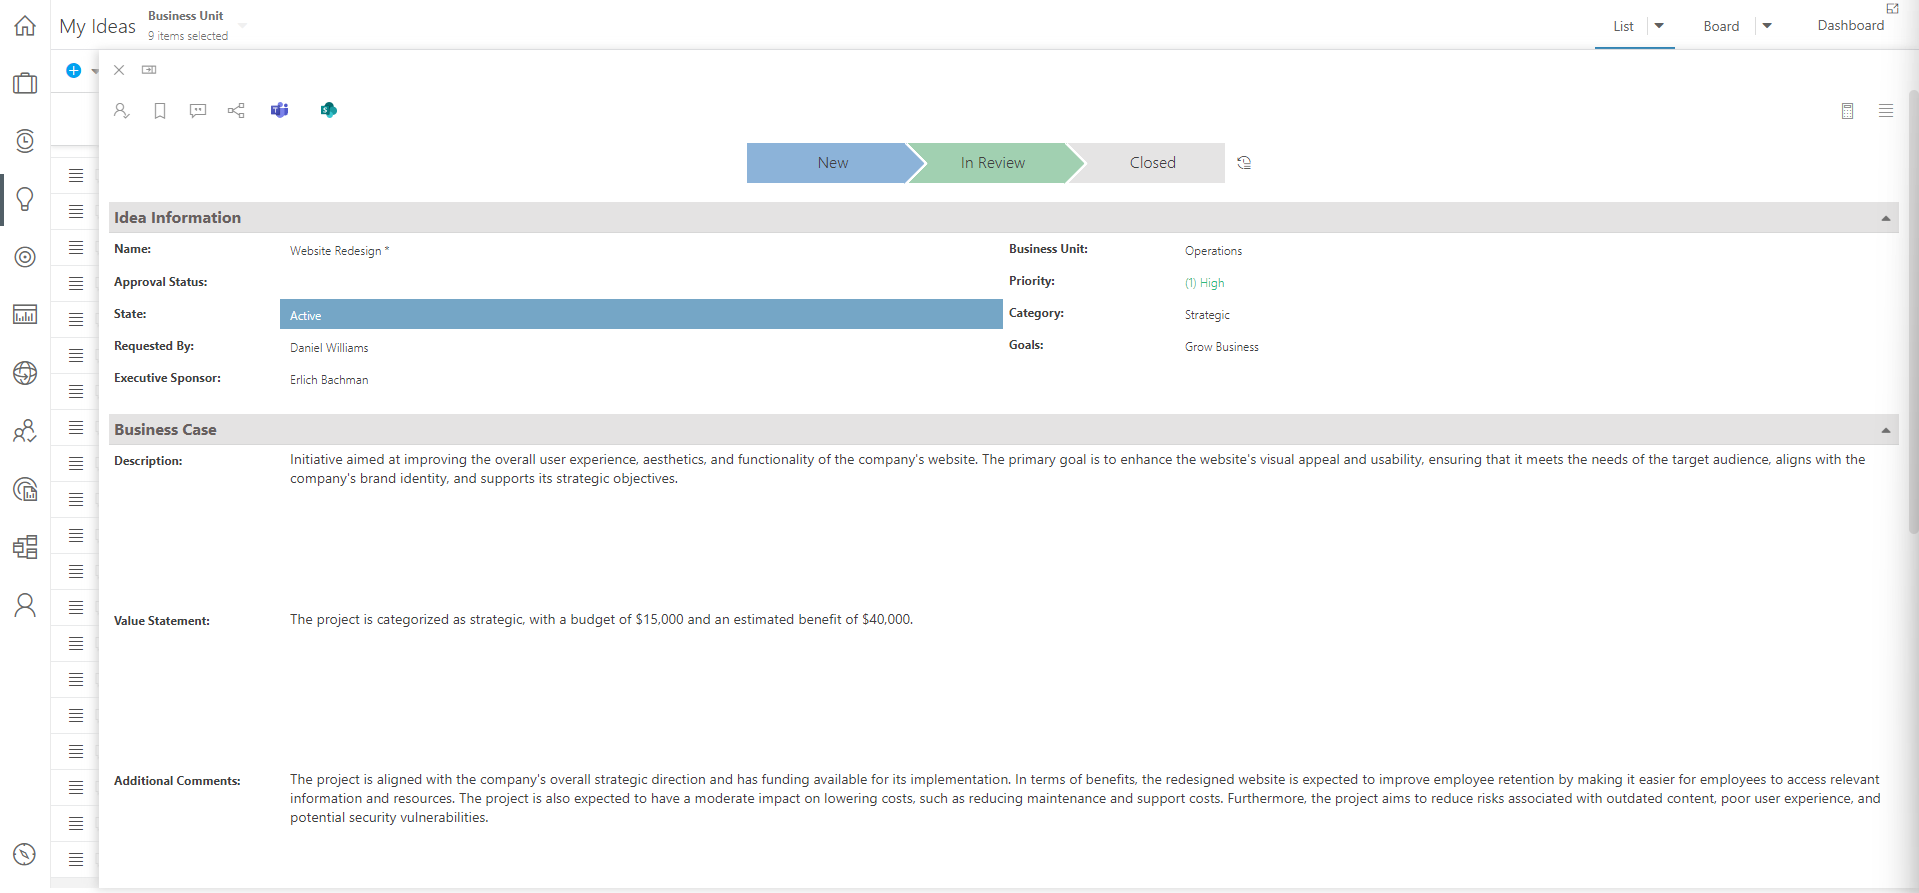 My Ideas
Business Unit
9 items selected
List
Board
Dashboard
New
In Review
Closed
Idea Information
Name:
Website Redesign *
Business Unit:
Operations
Approval Status:
Priority:
(1) High
State:
Active
Category:
Strategic
Requested By:
Daniel Williams
Goals:
Grow Business
Executive Sponsor:
Erlich Bachman
Business Case
Description:
Initiative aimed at improving the overall user experience, aesthetics, and functionality of the company's website. The primary goal is to enhance the website's visual appeal and usability, ensuring that it meets the needs of the target audience, aligns with the
company's brand identity, and supports its strategic objectives.
Value Statement:
The project is categorized as strategic, with a budget of $15,000 and an estimated benefit of $40,000.
Additional Comments:
The project is aligned with the company's overall strategic direction and has funding available for its implementation. In terms of benefits, the redesigned website is expected to improve employee retention by making it easier for employees to access relevant
information and resources. The project is also expected to have a moderate impact on lowering costs, such as reducing maintenance and support costs. Furthermore, the project aims to reduce risks associated with outdated content, poor user experience, and
potential security vulnerabilities.